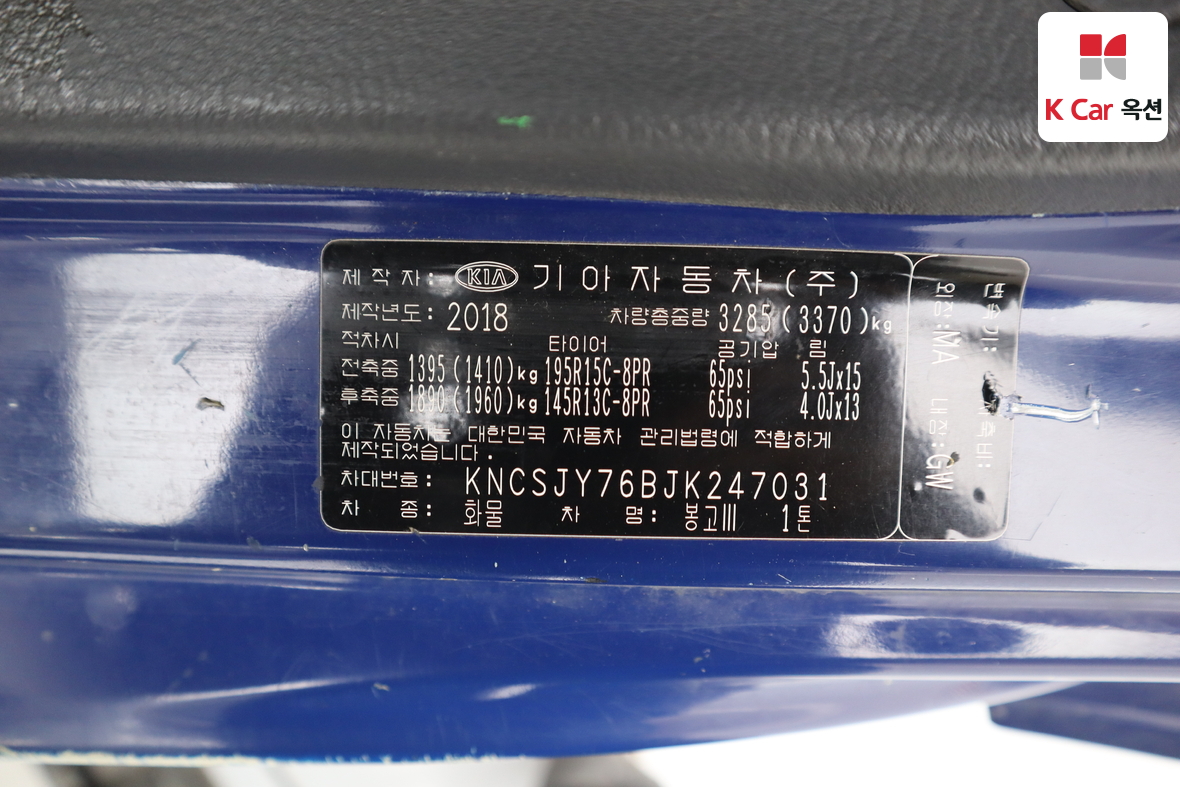 K Car 옥션
제 작 자 : KIA 기 아 자 동 차 ( 주 )
제작년도 : 2018 차량총중량 3285 ( 3370 ) kg
적차시 타이어 공기압 림
전축중 1395 (1410) kg 195R15C-8PR 65psi 5.5Jx15
후축중 1890 (1960) kg 145R13C-8PR 65psi 4.0Jx13
이 자동차는 대한민국 자동차 관리법령에 적합하게
제작되었습니다.
차대번호 : KNCSJY76BJK247031
차 종 : 화물 차 명 : 봉고Ⅲ 1톤
변속기:
외장:MA 내장:GW